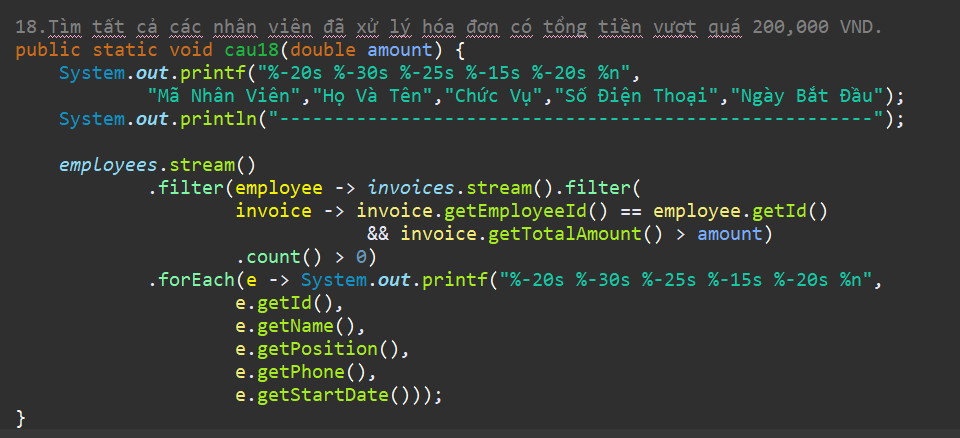 18.Tìm tất cả các nhân viên đã xử lý hóa đơn có tổng tiền vượt quá 200,000 VND.
public static void cau18(double amount) {
    System.out.printf("%-20s %-30s %-25s %-15s %-20s %n",
            "Mã Nhân Viên","Họ Và Tên","Chức Vụ","Số Điện Thoại","Ngày Bắt Đầu");
    System.out.println("------------------------------------------------------");

    employees.stream()
            .filter(employee -> invoices.stream().filter(
                    invoice -> invoice.getEmployeeId() == employee.getId()
                                && invoice.getTotalAmount() > amount)
                    .count() > 0)
            .forEach(e -> System.out.printf("%-20s %-30s %-25s %-15s %-20s %n",
                    e.getId(),
                    e.getName(),
                    e.getPosition(),
                    e.getPhone(),
                    e.getStartDate()));
}